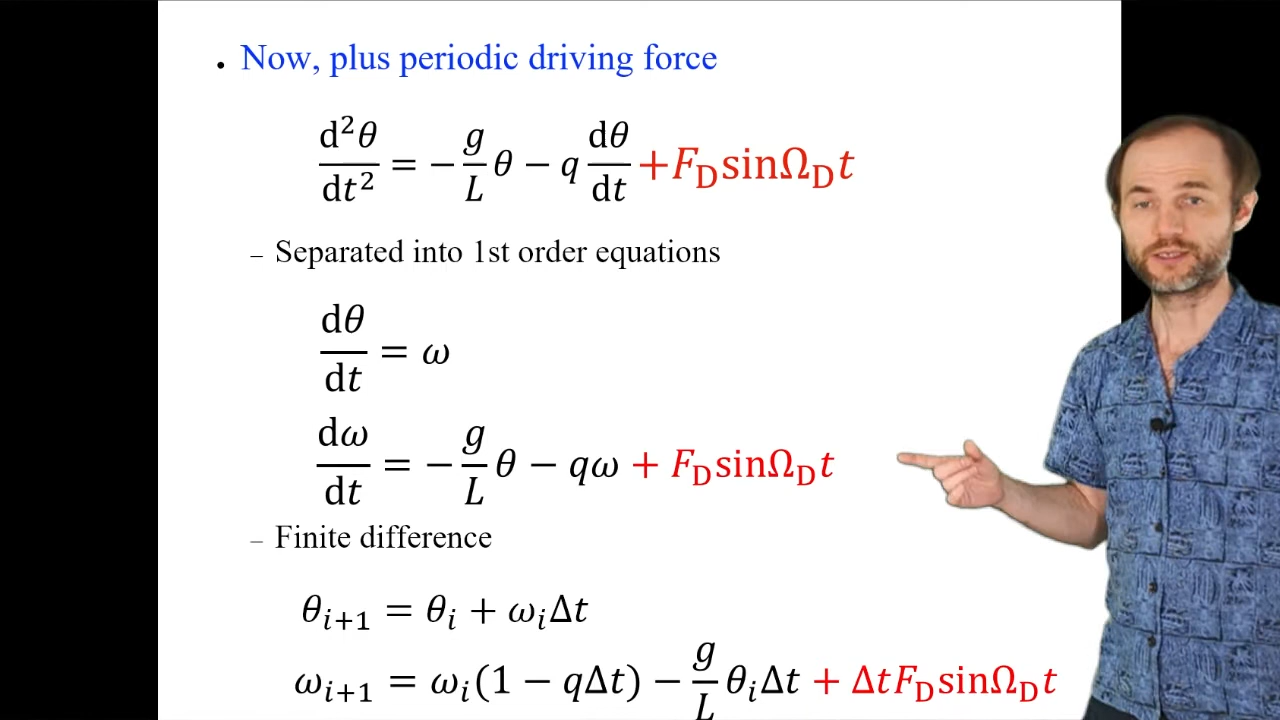 • Now, plus periodic driving force
d²θ/dt² = −g/L θ − q dθ/dt +F_D sinΩ_D t
– Separated into 1st order equations
dθ/dt = ω
dω/dt = −g/L θ − qω + F_D sinΩ_D t
– Finite difference
θ_{i+1} = θ_i + ω_iΔt
ω_{i+1} = ω_i(1 − qΔt) − g/L θ_iΔt + ΔtF_D sinΩ_D t